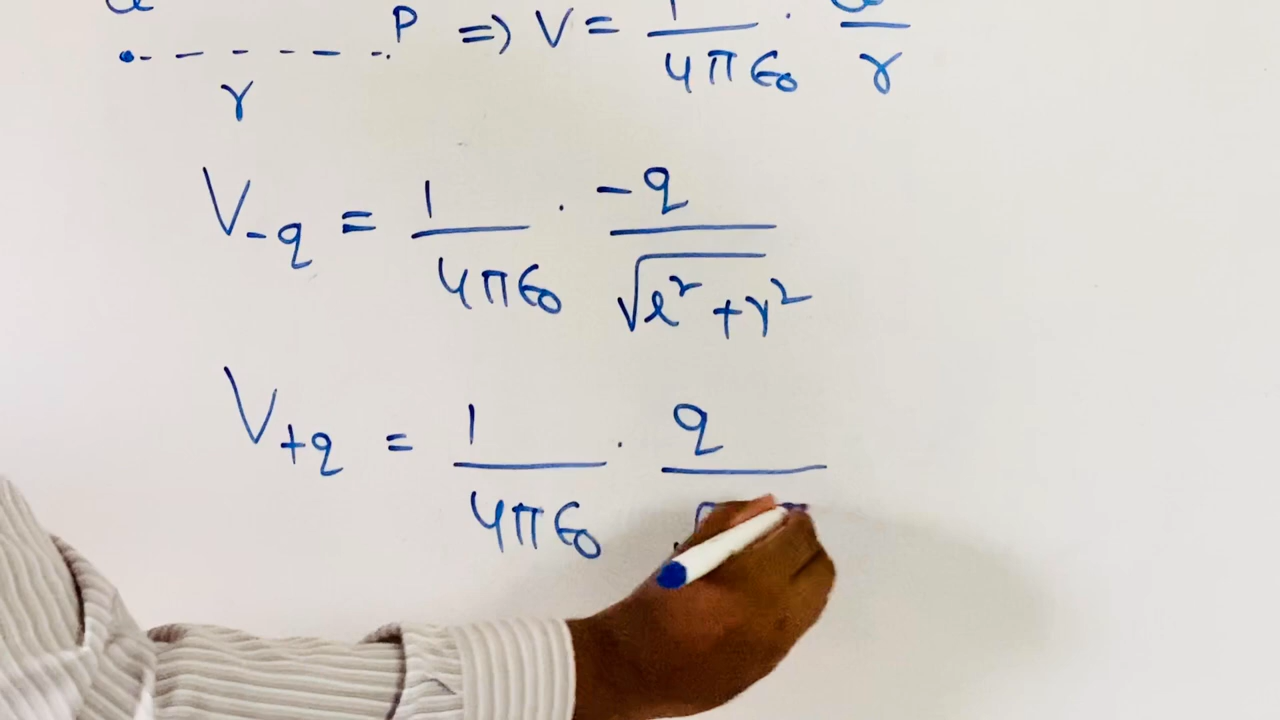 P => V = 1/4πε₀ · /r
r
V₋q = 1/4πε₀ · -q/√(l² + r²)
V₊q = 1/4πε₀ · q/√